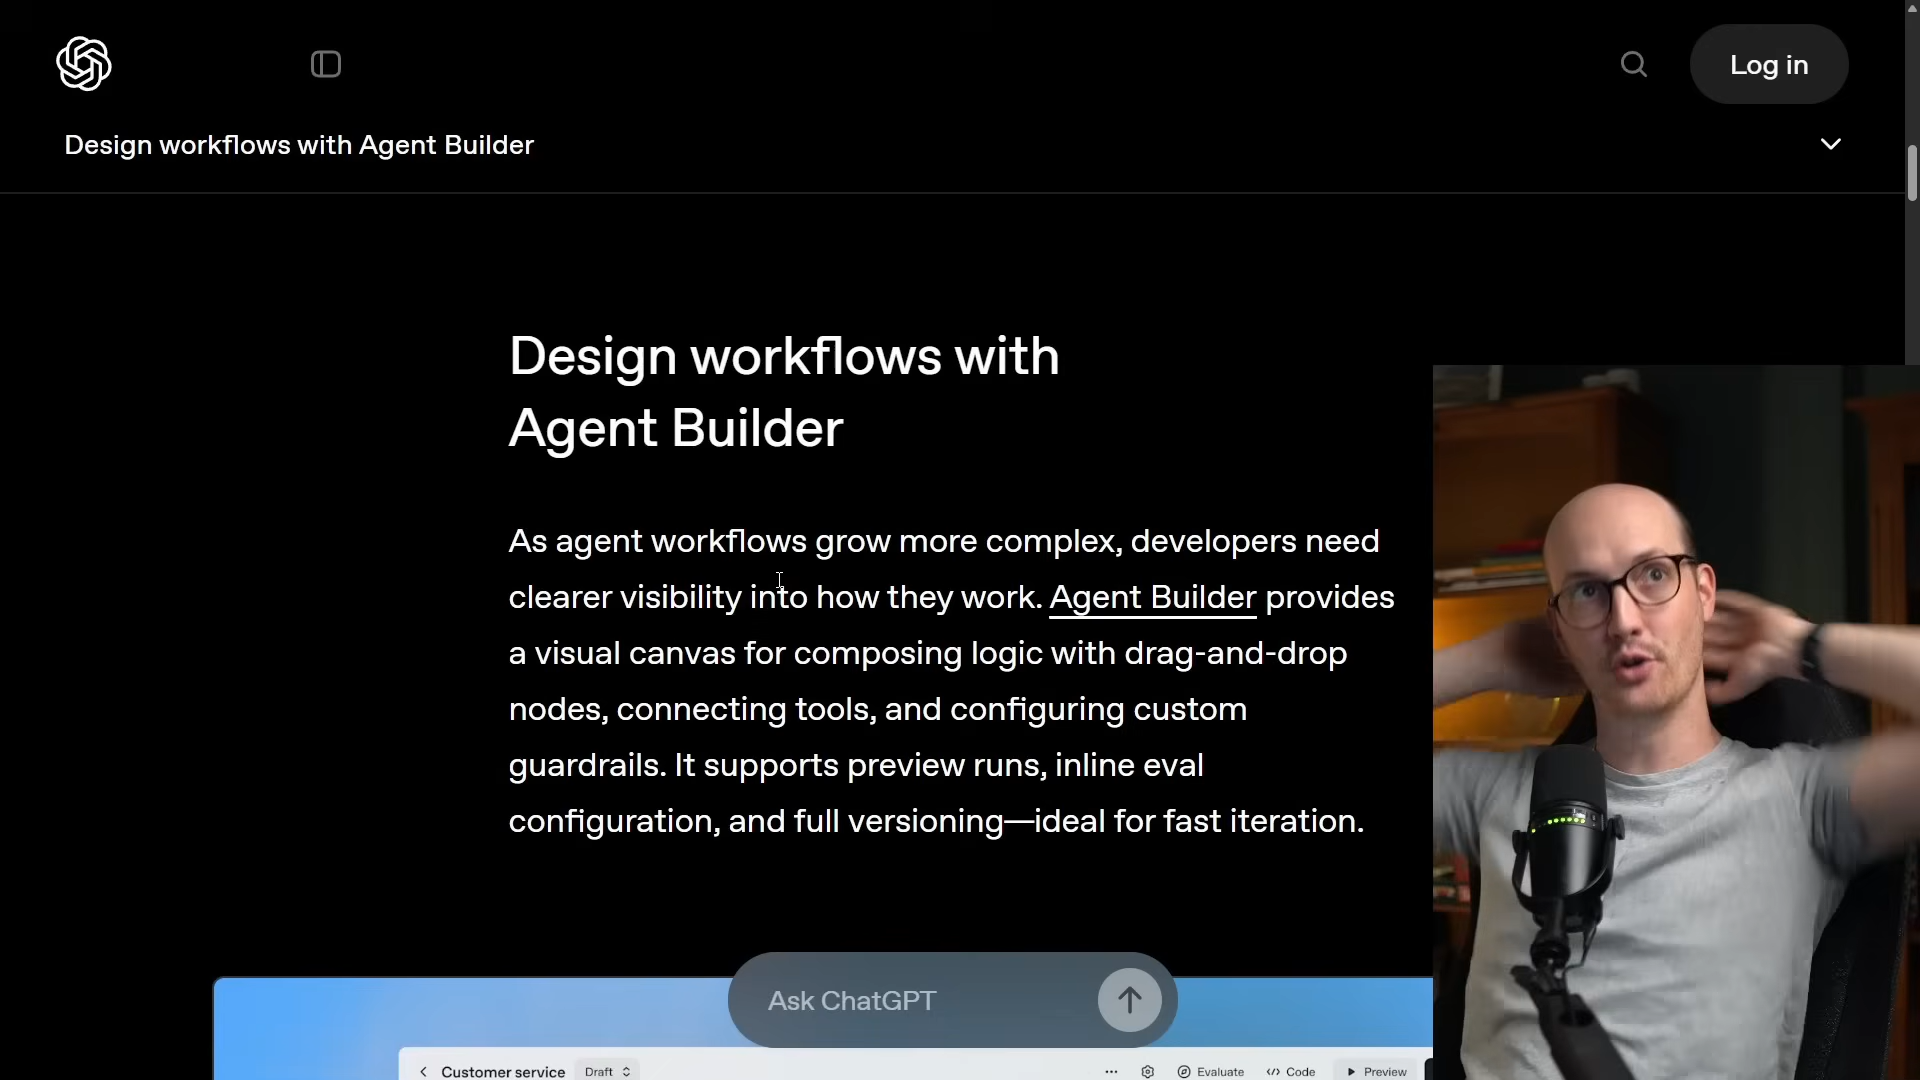 Log in
Design workflows with Agent Builder
Design workflows with
Agent Builder
As agent workflows grow more complex, developers need
clearer visibility into how they work. Agent Builder provides
a visual canvas for composing logic with drag-and-drop
nodes, connecting tools, and configuring custom
guardrails. It supports preview runs, inline eval
configuration, and full versioning—ideal for fast iteration.
Ask ChatGPT
Customer service Draft Evaluate Code Preview